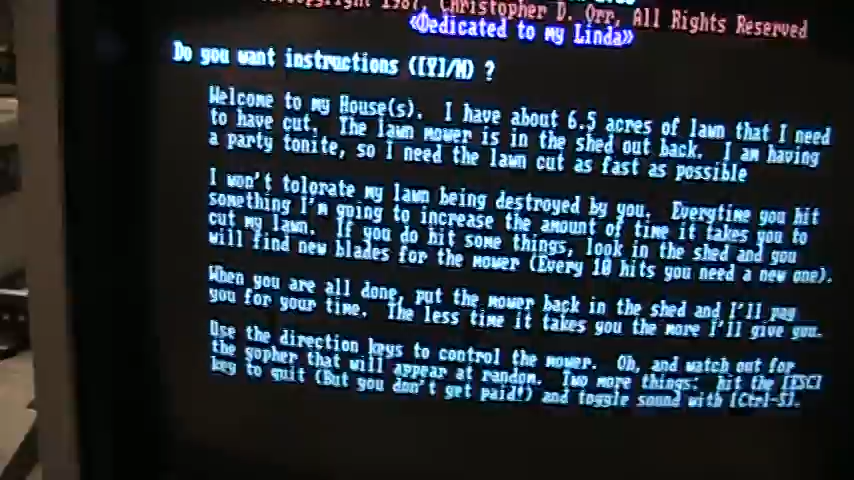 Copyright 1987, Christopher D. Orr, All Rights Reserved
«Dedicated to my Linda»
Do you want instructions ([Y]/N) ?
Welcome to my House(s). I have about 6.5 acres of lawn that I need
to have cut. The lawn mower is in the shed out back. I am having
a party tonite, so i need the lawn cut as fast as possible
I won't tolorate my lawn being destroyed by you. Everytime you hit
something I'm going to increase the amount of time it takes you to
cut my lawn. If you do hit some things, look in the shed and you
will find new blades for the mower (Every 10 hits you need a new one).
When you are all done, put the mower back in the shed and I'll pay
you for your time. The less time it takes you the more I'll give you.
Use the direction keys to control the mower. Oh, and watch out for
the gopher that will appear at random. Two more things: hit the [ESC]
key to quit (But you don't get paid!) and toggle sound with [Ctrl-S].